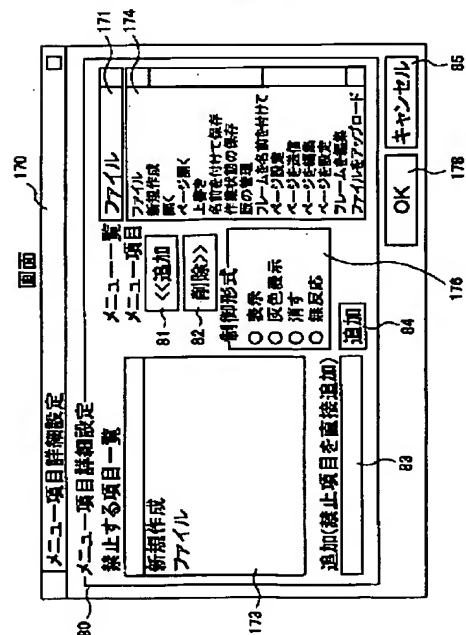 画面
170
メニュー項目詳細設定
80
メニュー項目詳細設定
禁止する項目一覧
新規作成
ファイル
173
追加(禁止項目を直接追加)
83
追加
84
メニュー一覧
メニュー項目
81
<<追加
82
削除>>
制御形式
表示
灰色表示
消す
無反応
176
ファイル
171
174
ファイル
新規作成
開く
ページ開く
上書き
名前を付けて保存
作業状態の保存
版の管理
フレームを名前を付けて
ページ設定
ページを送信
ページを編集
ページを設定
フレームを編集
ファイルをアップロード
OK
178
キャンセル
85